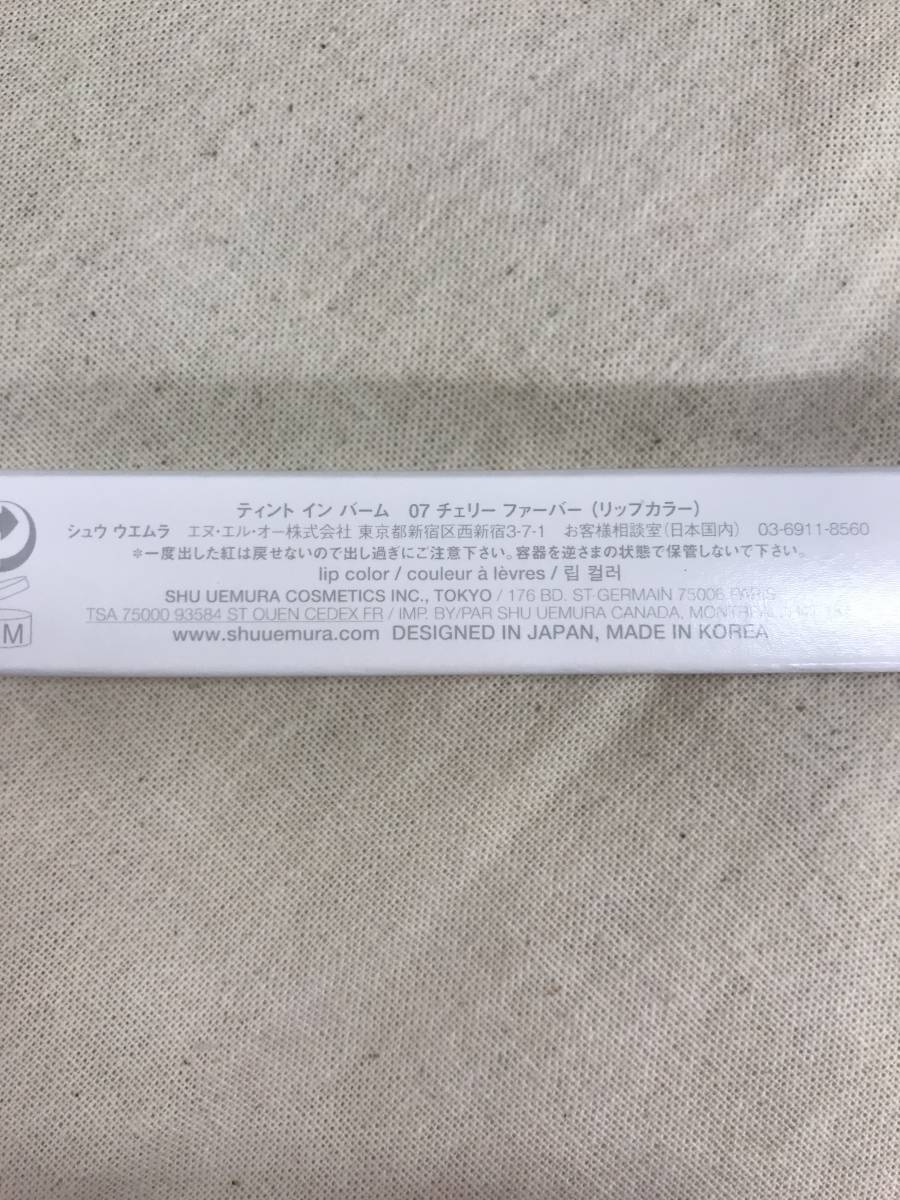 ティント イン バーム 07 チェリー ファーバー (リップカラー)
シュウ ウエムラ エヌ・エル・オー株式会社 東京都新宿区西新宿3-7-1 お客様相談室(日本国内) 03-6911-8560
＊一度出した紅は戻せないので出し過ぎにご注意下さい。容器を逆さまの状態で保管しないで下さい。
lip color / couleur à lèvres / 립 컬러
SHU UEMURA COSMETICS INC., TOKYO / 176 BD. ST-GERMAIN 75006 PARIS
TSA 75000 93584 ST OUEN CEDEX FR / IMP. BY/PAR SHU UEMURA CANADA,
www.shuuemura.com DESIGNED IN JAPAN, MADE IN KOREA
M